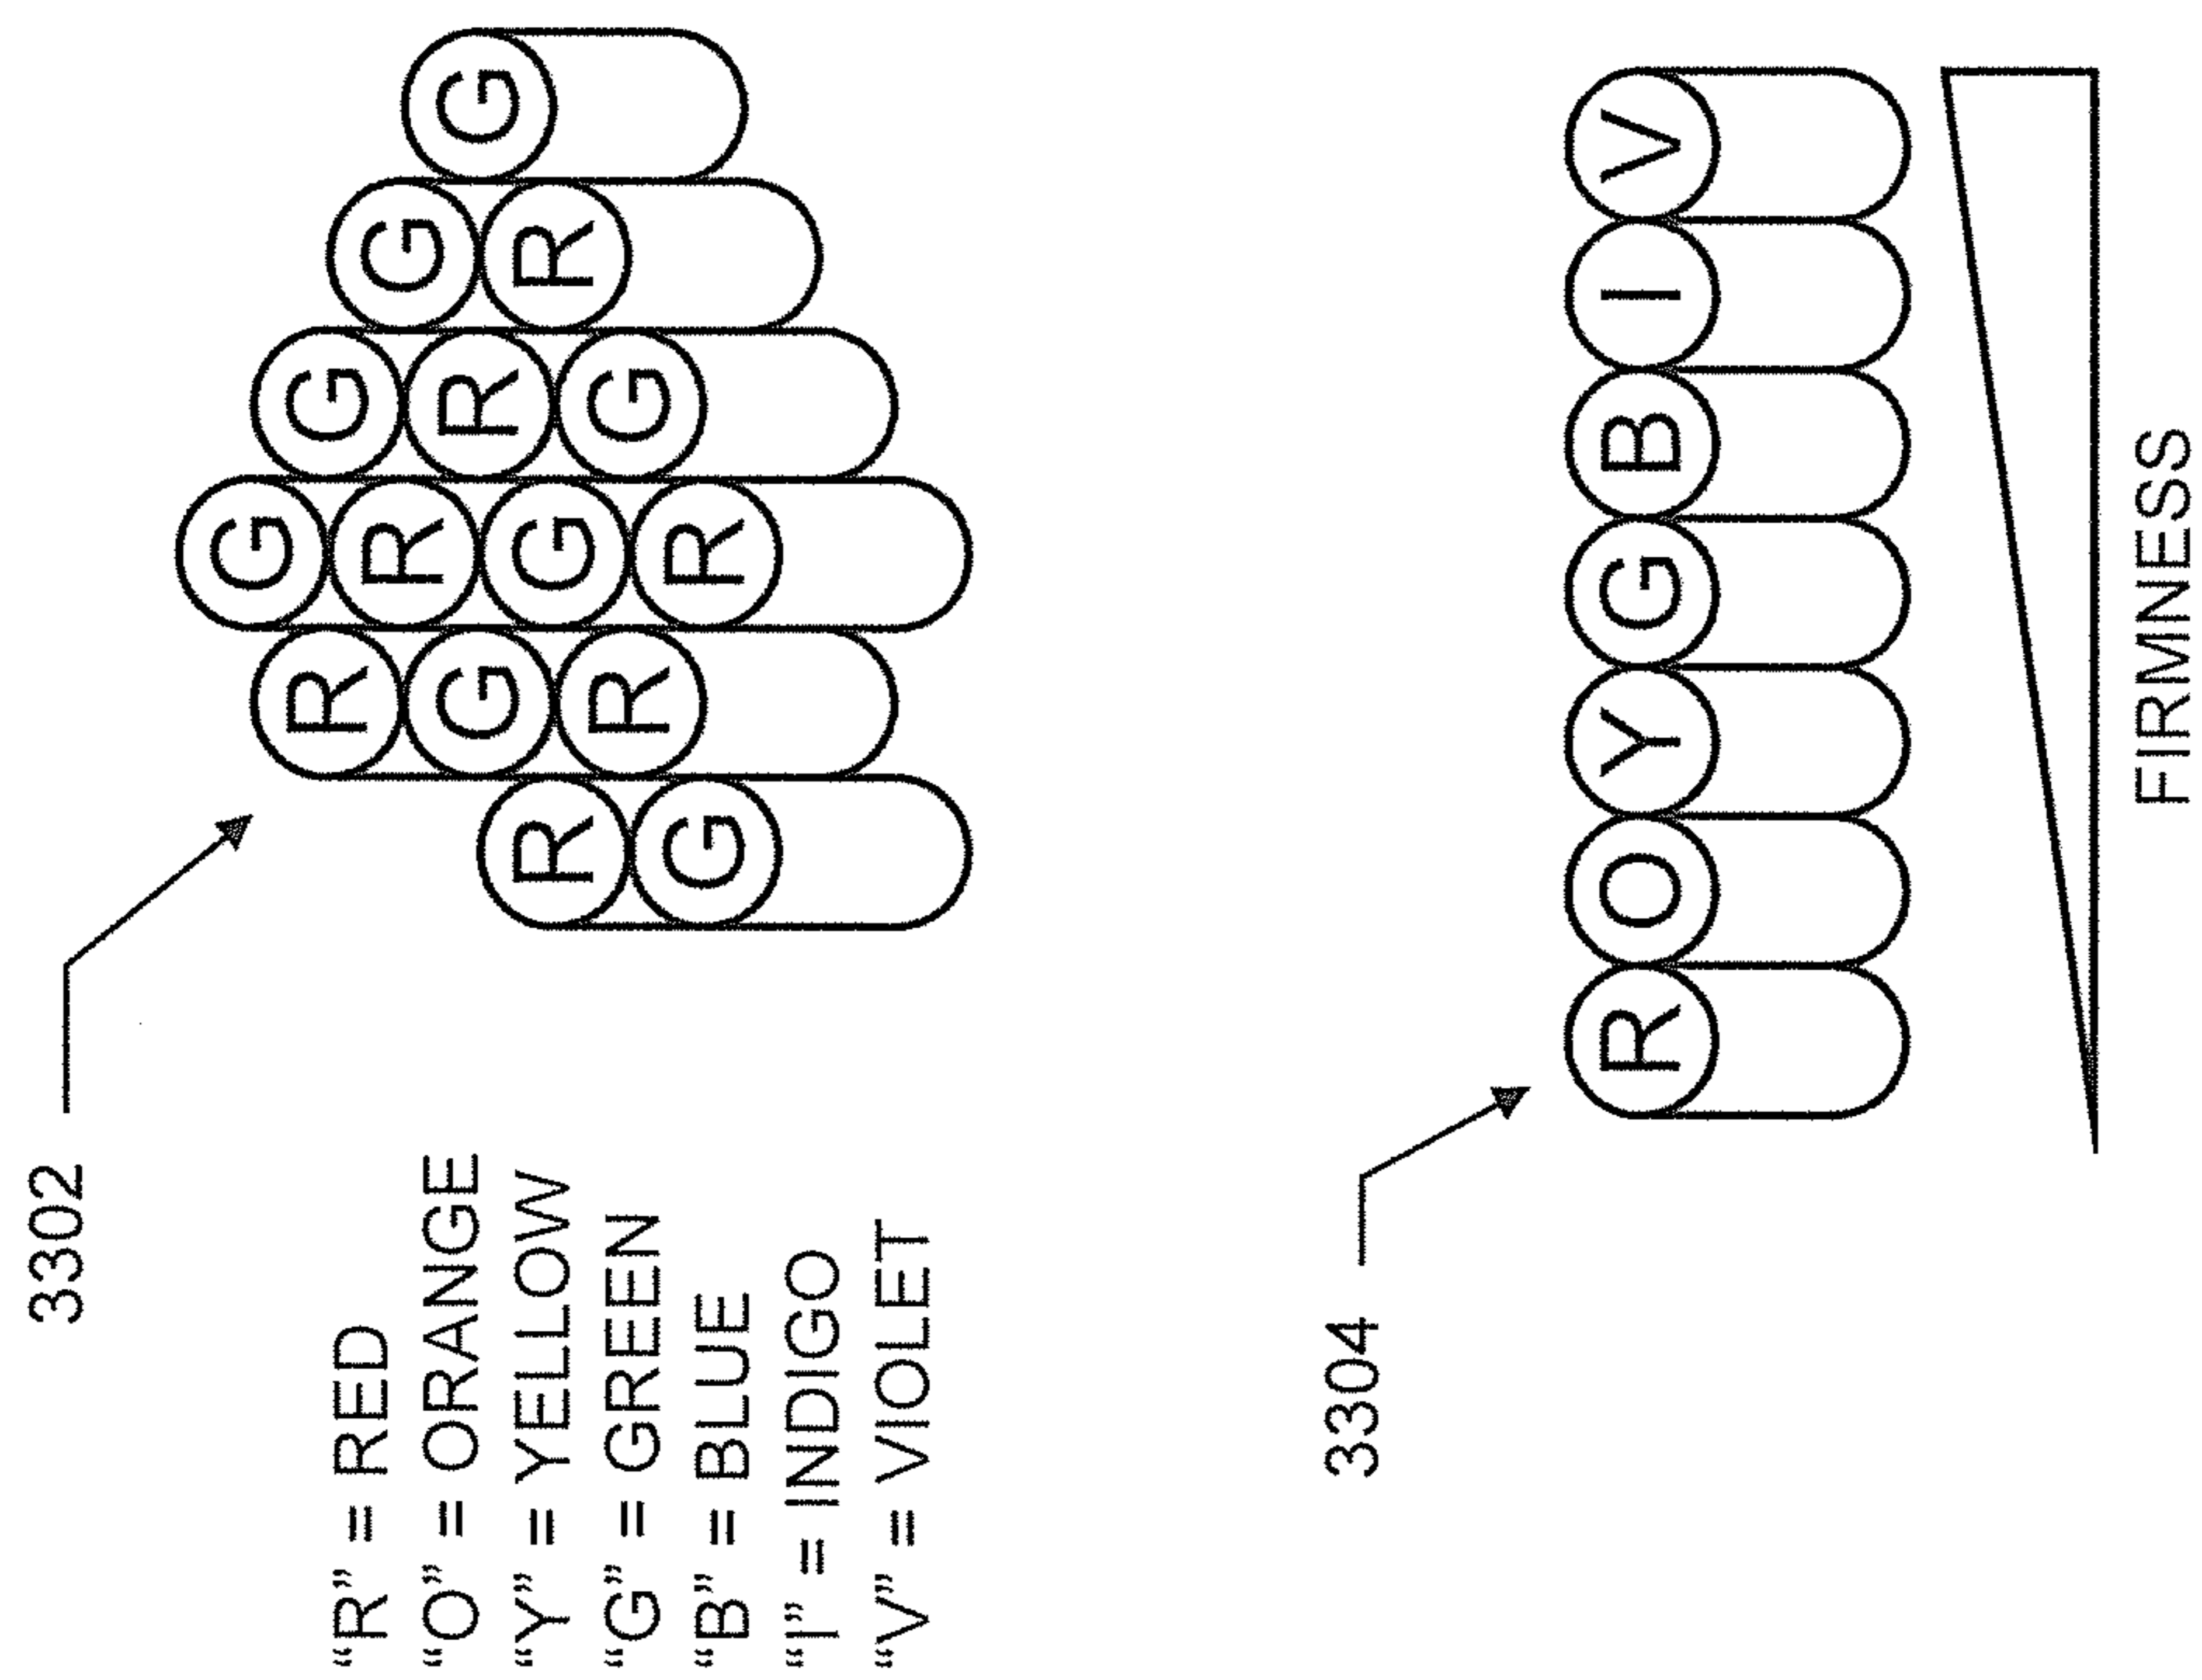 3302
"R" = RED
"O" = ORANGE
"Y" = YELLOW
"G" = GREEN
"B" = BLUE
"I" = INDIGO
"V" = VIOLET
G
R G
R G
G R G
R G R
R G
G R
3304
R O Y G B I V
FIRMNESS